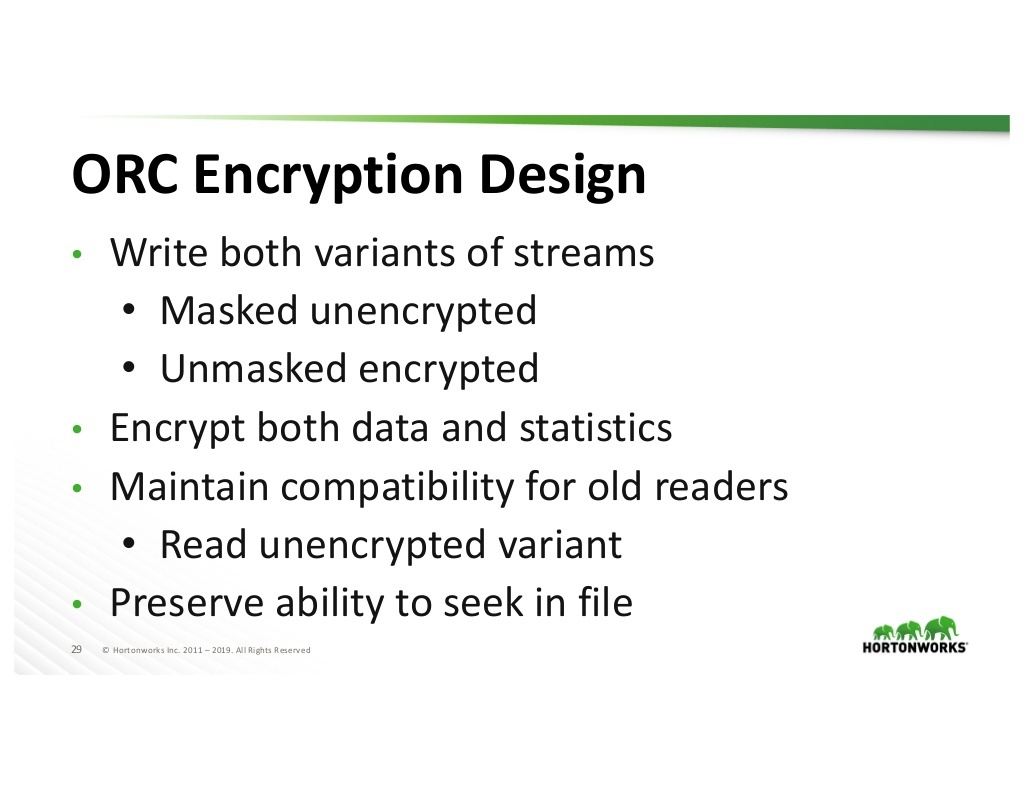 ORC Encryption Design
• Write both variants of streams
• Masked unencrypted
• Unmasked encrypted
• Encrypt both data and statistics
• Maintain compatibility for old readers
• Read unencrypted variant
• Preserve ability to seek in file
29 © Hortonworks Inc. 2011 – 2019. All Rights Reserved
HORTONWORKS